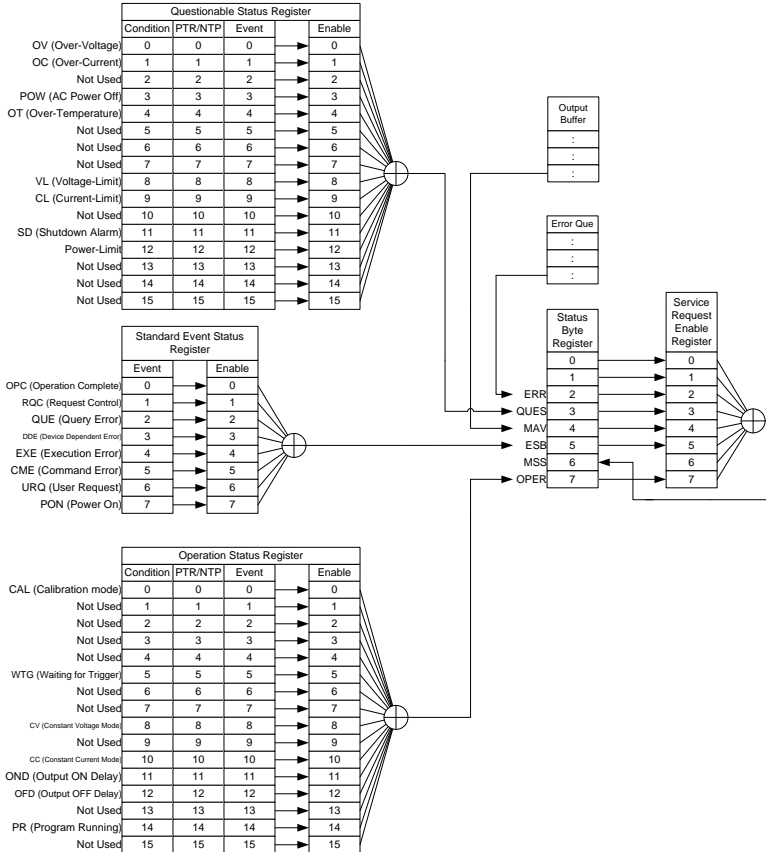 Questionable Status Register
Condition PTR/NTP Event Enable
OV (Over-Voltage) 0 0 0 0
OC (Over-Current) 1 1 1 1
Not Used 2 2 2 2
POW (AC Power Off) 3 3 3 3
OT (Over-Temperature) 4 4 4 4
Not Used 5 5 5 5
Not Used 6 6 6 6
Not Used 7 7 7 7
VL (Voltage-Limit) 8 8 8 8
CL (Current-Limit) 9 9 9 9
Not Used 10 10 10 10
SD (Shutdown Alarm) 11 11 11 11
Power-Limit 12 12 12 12
Not Used 13 13 13 13
Not Used 14 14 14 14
Not Used 15 15 15 15
Output
Buffer
:
:
:
Error Que
:
:
:
Standard Event Status
Register
Event Enable
OPC (Operation Complete) 0 0
RQC (Request Control) 1 1
QUE (Query Error) 2 2
DDE (Device Dependent Error) 3 3
EXE (Execution Error) 4 4
CME (Command Error) 5 5
URQ (User Request) 6 6
PON (Power On) 7 7
Status
Byte
Register
Service
Request
Enable
Register
0 0
1 1
ERR 2 2
QUES 3 3
MAV 4 4
ESB 5 5
MSS 6 6
OPER 7 7
Operation Status Register
Condition PTR/NTP Event Enable
CAL (Calibration mode) 0 0 0 0
Not Used 1 1 1 1
Not Used 2 2 2 2
Not Used 3 3 3 3
Not Used 4 4 4 4
WTG (Waiting for Trigger) 5 5 5 5
Not Used 6 6 6 6
Not Used 7 7 7 7
CV (Constant Voltage Mode) 8 8 8 8
Not Used 9 9 9 9
CC (Constant Current Mode) 10 10 10 10
OND (Output ON Delay) 11 11 11 11
OFD (Output OFF Delay) 12 12 12 12
Not Used 13 13 13 13
PR (Program Running) 14 14 14 14
Not Used 15 15 15 15